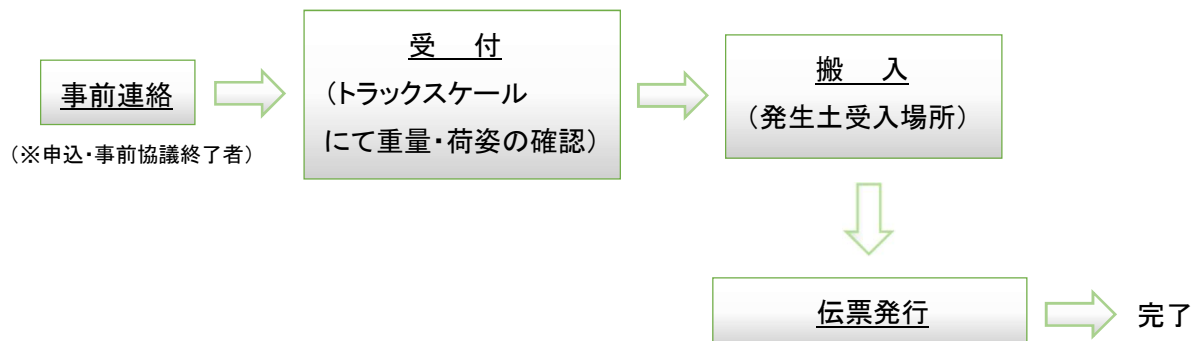 事前連絡
(※申込・事前協議終了者)
受　付
(トラックスケール
にて重量・荷姿の確認)
搬　入
(発生土受入場所)
伝票発行
完了